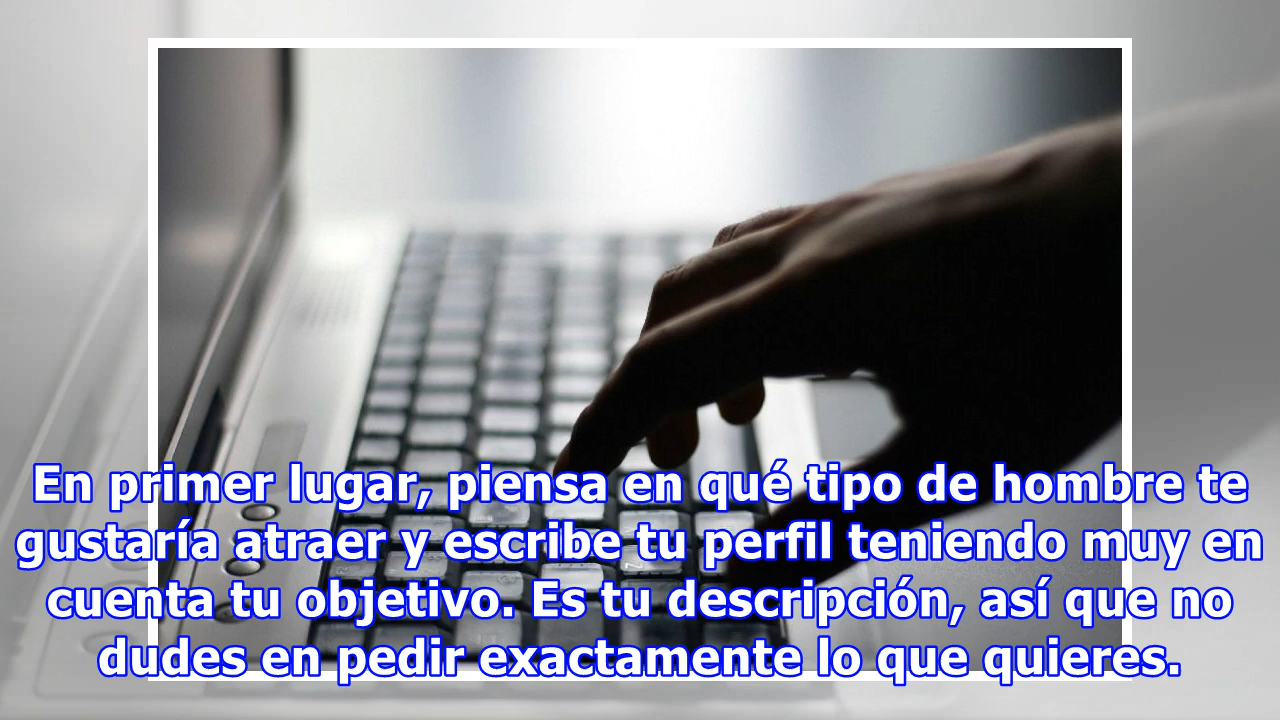 En primer lugar, piensa en qué tipo de hombre te
gustaría atraer y escribe tu perfil teniendo muy en
cuenta tu objetivo. Es tu descripción, así que no
dudes en pedir exactamente lo que quieres.